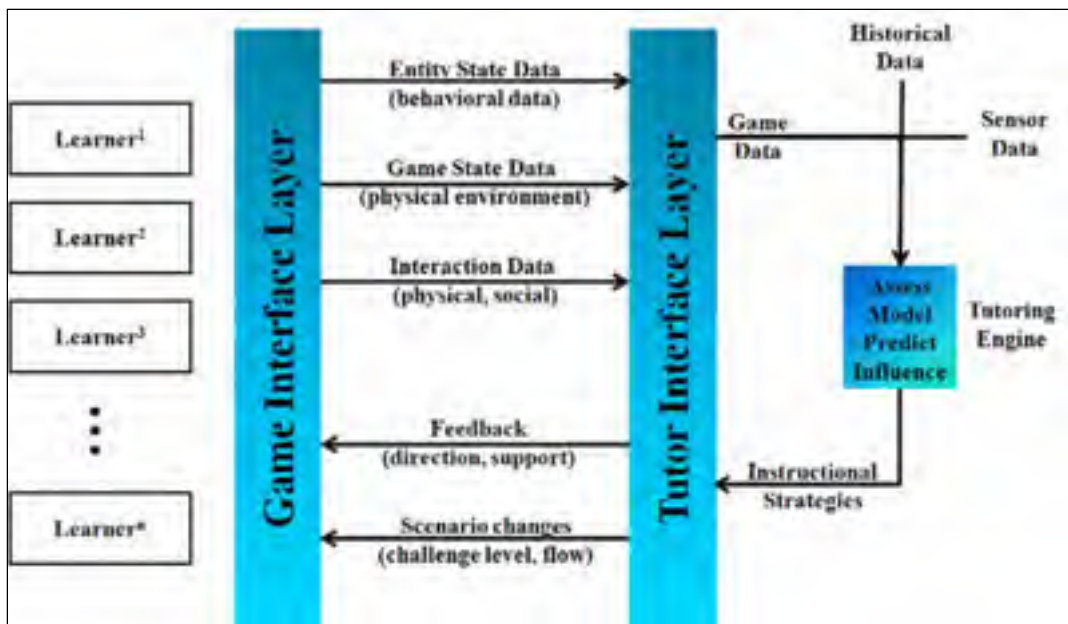 Learner¹
Learner²
Learner³
Learnerⁿ
Game Interface Layer
Entity State Data
(behavioral data)
Game State Data
(physical environment)
Interaction Data
(physical, social)
Feedback
(direction, support)
Scenario changes
(challenge level, flow)
Tutor Interface Layer
Historical
Data
Game
Data
Sensor
Data
Assess
Model
Predict
Influence
Tutoring
Engine
Instructional
Strategies